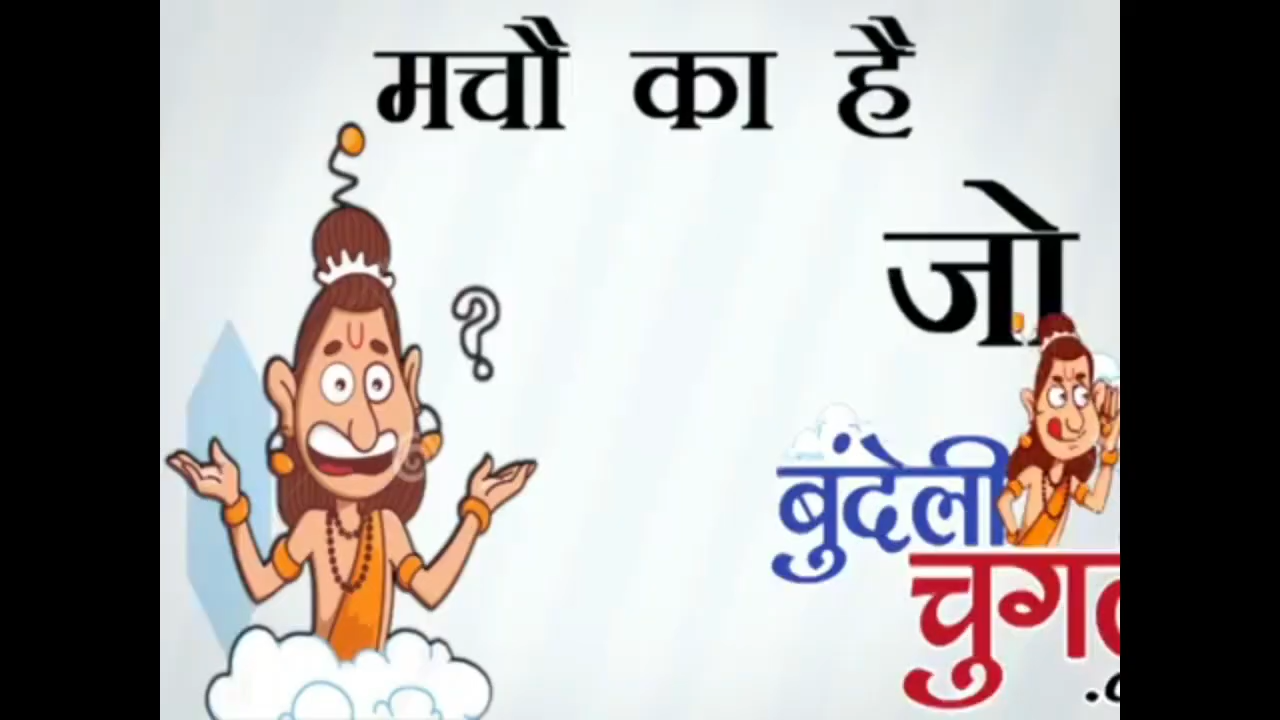 मचौ का है
जो
?
बुंदेली